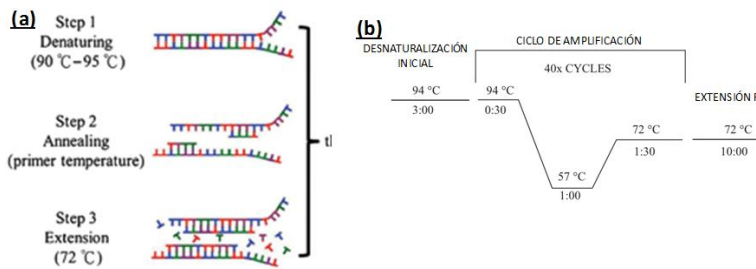 (a)
Step 1
Denaturing
(90 ℃-95℃)
Step 2
Annealing
(primer temperature)
Step 3
Extension
(72 ℃)
(b)
DESNATURALIZACIÓN
INICIAL
CICLO DE AMPLIFICACIÓN
40x CYCLES
EXTENSIÓN
94 °C
3:00
94 °C
0:30
57 °C
1:00
72 °C
1:30
72 °C
10:00